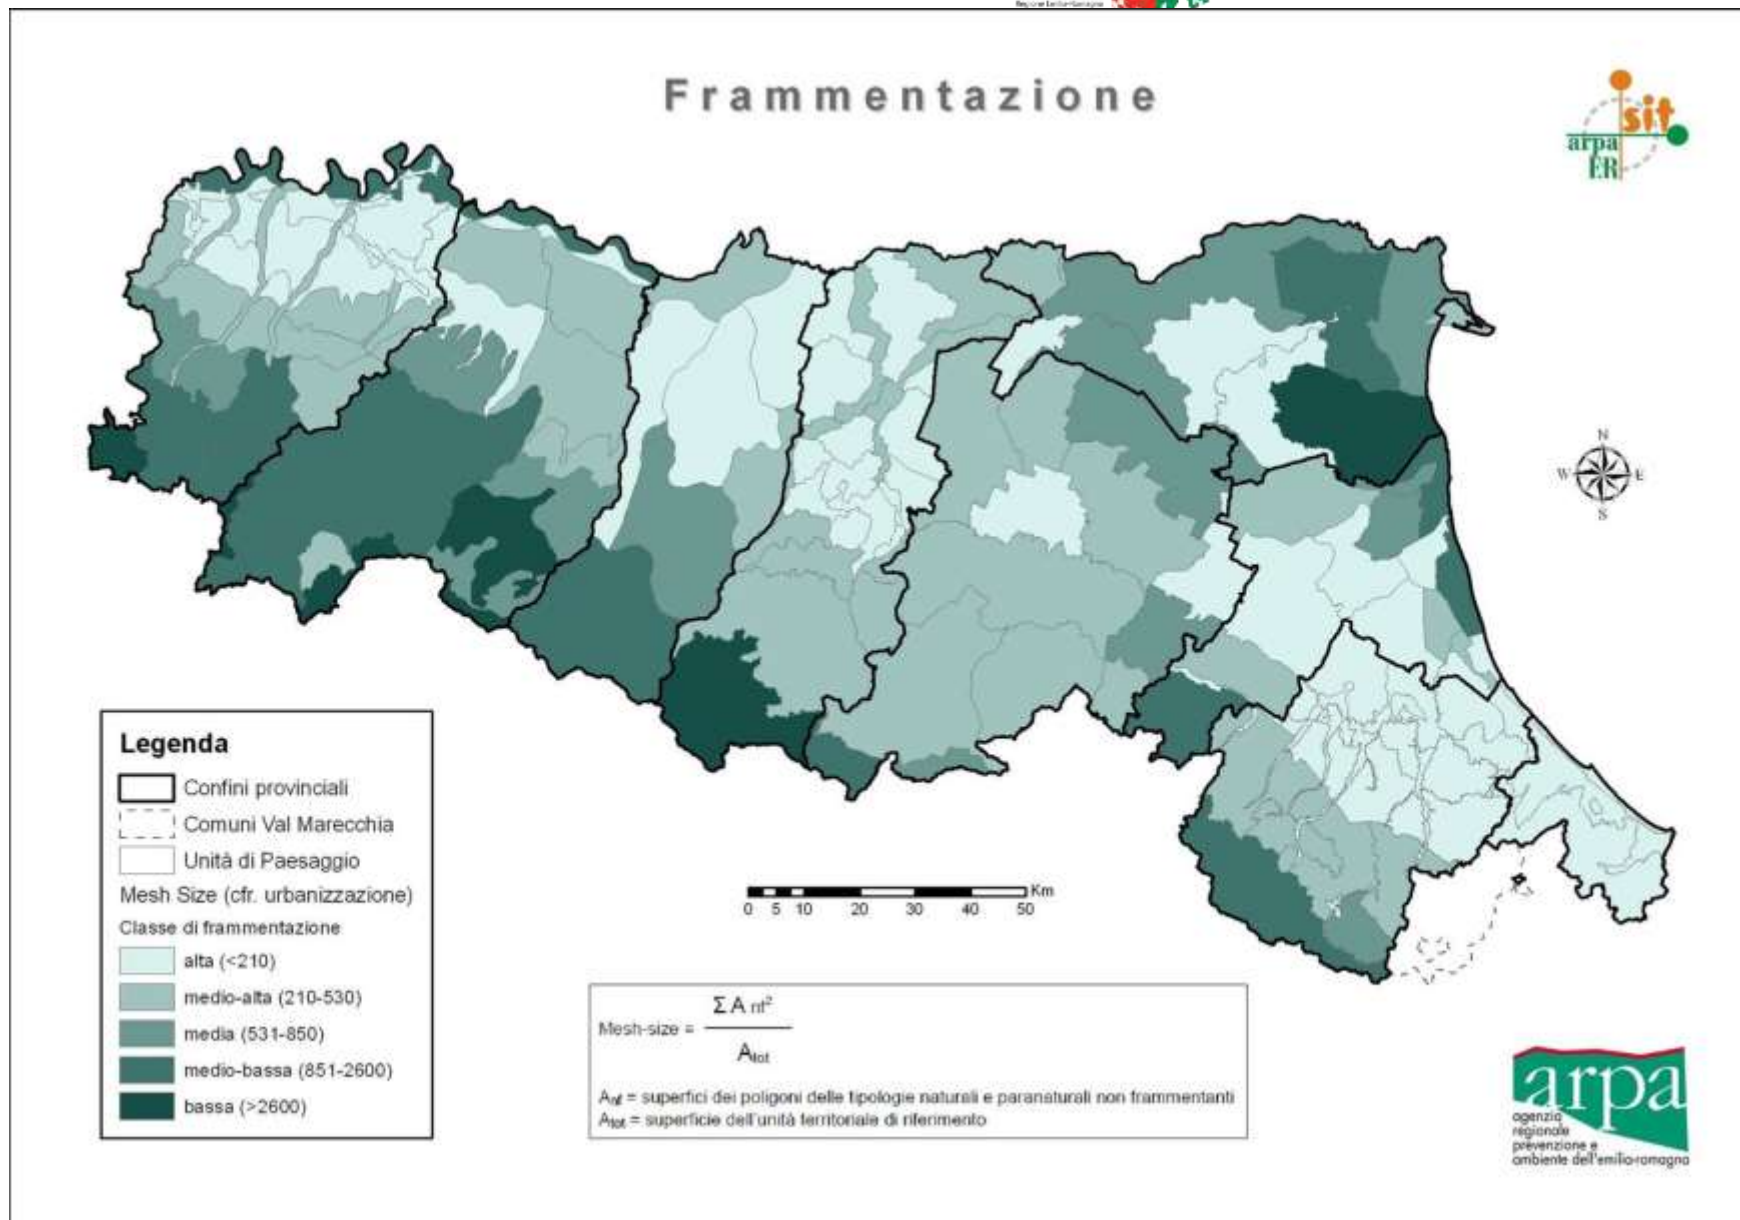 Regione Emilia-Romagna
Frammentazione
sit
arpa
ER
N
W E
S
Legenda
Confini provinciali
Comuni Val Marecchia
Unità di Paesaggio
Mesh Size (cfr. urbanizzazione)
Classe di frammentazione
alta (<210)
medio-alta (210-530)
media (531-850)
medio-bassa (851-2600)
bassa (>2600)
Km
0 5 10 20 30 40 50
Mesh-size = Σ A nf²
Atot
Anf = superfici dei poligoni delle tipologie naturali e paranaturali non frammentanti
Atot = superficie dell'unità territoriale di riferimento
arpa
agenzia
regionale
prevenzione e
ambiente dell'emilia-romagna